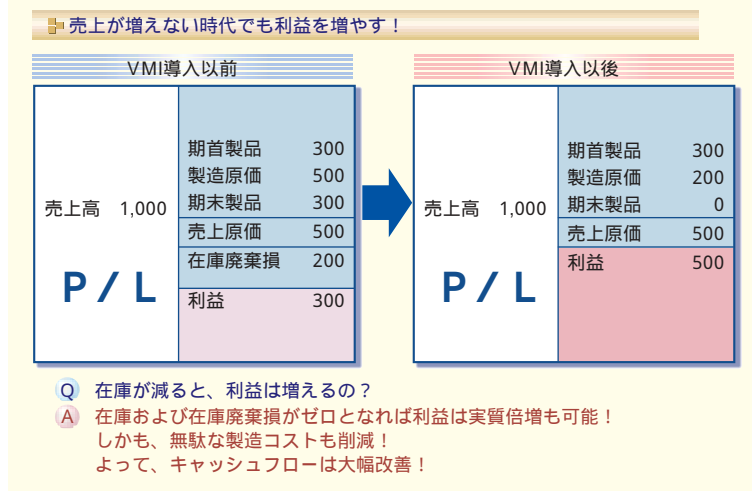 売上が増えない時代でも利益を増やす！
VMI導入以前
売上高 1,000
P / L
期首製品 300
製造原価 500
期末製品 300
売上原価 500
在庫廃棄損 200
利益 300
VMI導入以後
売上高 1,000
P / L
期首製品 300
製造原価 200
期末製品 0
売上原価 500
利益 500
Q 在庫が減ると、利益は増えるの？
A 在庫および在庫廃棄損がゼロとなれば利益は実質倍増も可能！
しかも、無駄な製造コストも削減！
よって、キャッシュフローは大幅改善！